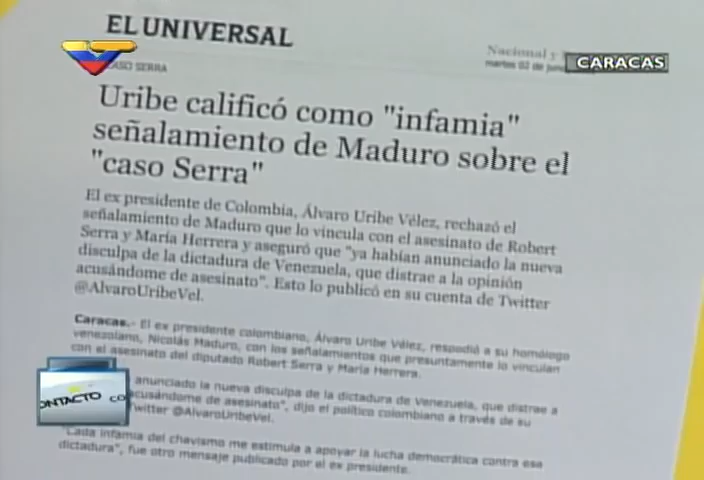 EL UNIVERSAL
Nacional y
martes 02 de jun
CARACAS
CASO SERRA
Uribe calificó como "infamia"
señalamiento de Maduro sobre el
"caso Serra"
El ex presidente de Colombia, Álvaro Uribe Vélez, rechazó el
señalamiento de Maduro que lo vincula con el asesinato de Robert
Serra y María Herrera y aseguró que "ya habían anunciado la nueva
disculpa de la dictadura de Venezuela, que distrae a la opinión
acusándome de asesinato". Esto lo publicó en su cuenta de Twitter
@AlvaroUribeVel.
Caracas.- El ex presidente colombiano, Álvaro Uribe Vélez, respodió a su homólogo
venezolano, Nicolás Maduro, con los señalamientos que presuntamente lo vinculan
con el asesinato del diputado Robert Serra y María Herrera.
anunciado la nueva disculpa de la dictadura de Venezuela, que distrae a
acusándome de asesinato", dijo el político colombiano a través de su
Twitter @AlvaroUribeVel.
ONTACTO CO
"Cada infamia del chavismo me estimula a apoyar la lucha democrática contra esa
dictadura", fue otro mensaje publicado por el ex presidente.